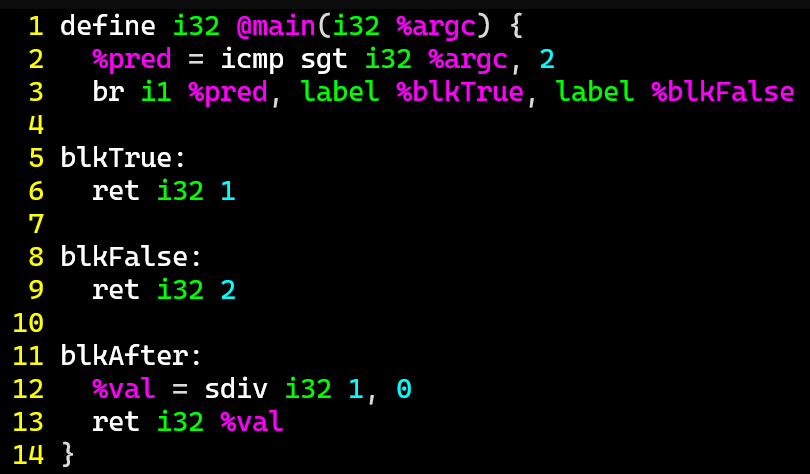 1 define i32 @main(i32 %argc) {
2   %pred = icmp sgt i32 %argc, 2
3   br i1 %pred, label %blkTrue, label %blkFalse
4
5 blkTrue:
6   ret i32 1
7
8 blkFalse:
9   ret i32 2
10
11 blkAfter:
12   %val = sdiv i32 1, 0
13   ret i32 %val
14 }